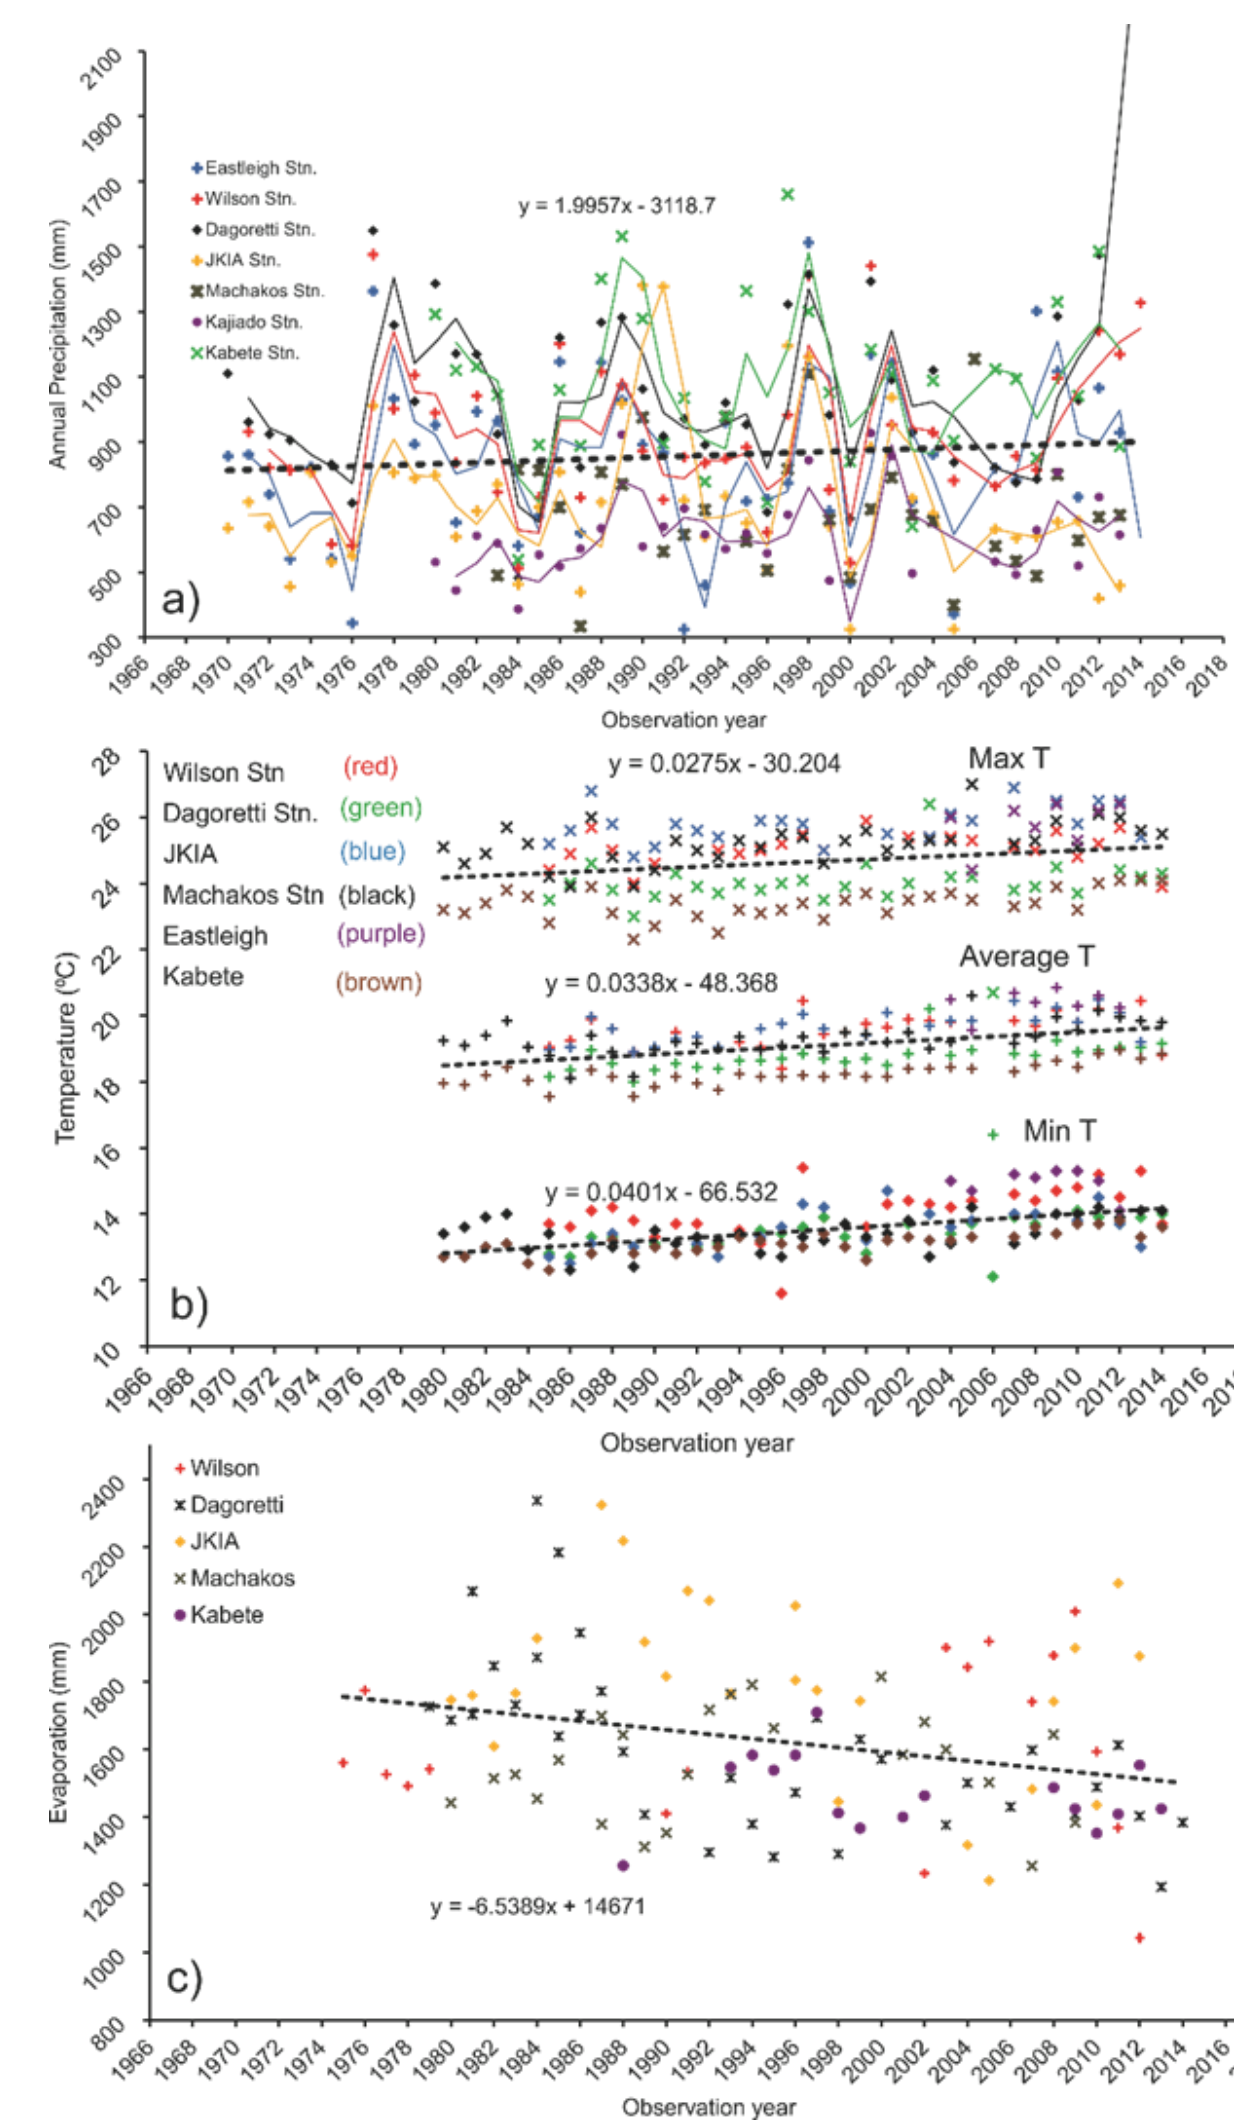 2100
1900
1700
1500
1300
1100
900
700
500
300
Annual Precipitation (mm)
Eastleigh Stn.
Wilson Stn.
Dagoretti Stn.
JKIA Stn.
Machakos Stn.
Kajiado Stn.
Kabete Stn.
y = 1.9957x - 3118.7
a)
1966 1968 1970 1972 1974 1976 1978 1980 1982 1984 1986 1988 1990 1992 1994 1996 1998 2000 2002 2004 2006 2008 2010 2012 2014 2016 2018
Observation year
28
26
24
22
20
18
16
14
12
10
Temperature (ºC)
Wilson Stn (red)
Dagoretti Stn. (green)
JKIA (blue)
Machakos Stn (black)
Eastleigh (purple)
Kabete (brown)
y = 0.0275x - 30.204
Max T
Average T
y = 0.0338x - 48.368
Min T
y = 0.0401x - 66.532
b)
1966 1968 1970 1972 1974 1976 1978 1980 1982 1984 1986 1988 1990 1992 1994 1996 1998 2000 2002 2004 2006 2008 2010 2012 2014 2016
Observation year
2400
2200
2000
1800
1600
1400
1200
1000
800
Evaporation (mm)
Wilson
Dagoretti
JKIA
Machakos
Kabete
y = -6.5389x + 14671
c)
1966 1968 1970 1972 1974 1976 1978 1980 1982 1984 1986 1988 1990 1992 1994 1996 1998 2000 2002 2004 2006 2008 2010 2012 2014 2016
Observation year